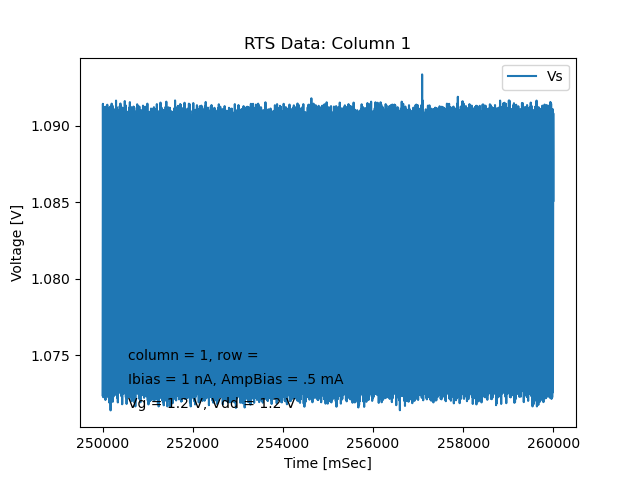 RTS Data: Column 1
Vs
Voltage [V]
1.090
1.085
1.080
1.075
column = 1, row =
Ibias = 1 nA, AmpBias = .5 mA
Vg = 1.2 V, Vdd = 1.2 V
250000 252000 254000 256000 258000 260000
Time [mSec]